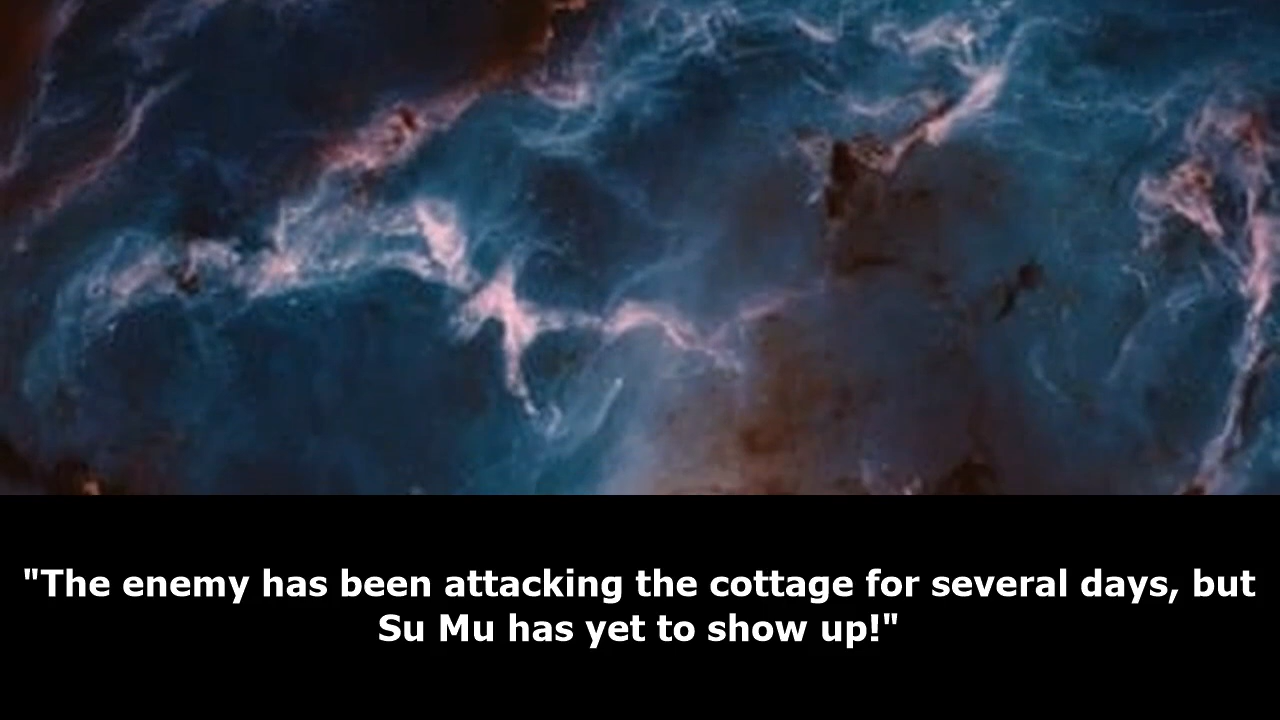 "The enemy has been attacking the cottage for several days, but
Su Mu has yet to show up!"